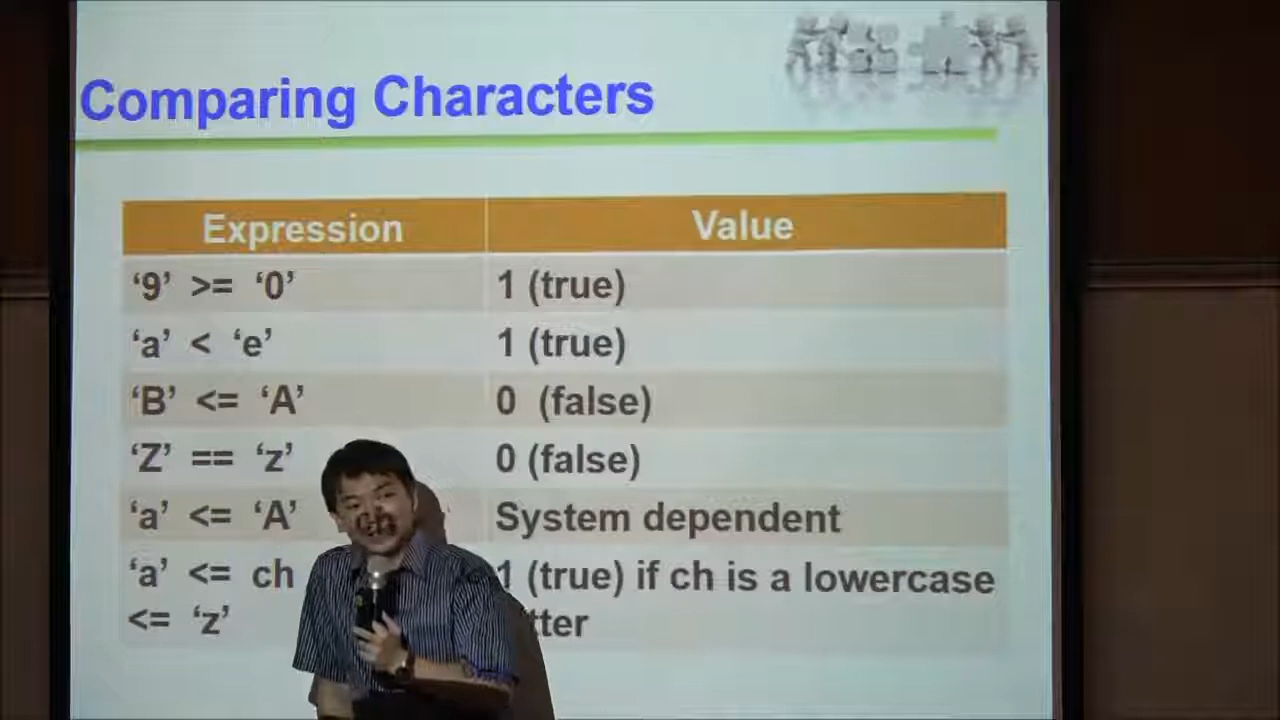 Comparing Characters
Expression Value
‘9’ >= ‘0’ 1 (true)
‘a’ < ‘e’ 1 (true)
‘B’ <= ‘A’ 0 (false)
‘Z’ == ‘z’ 0 (false)
‘a’ <= ‘A’ System dependent
‘a’ <= ch 1 (true) if ch is a lowercase
<= ‘z’